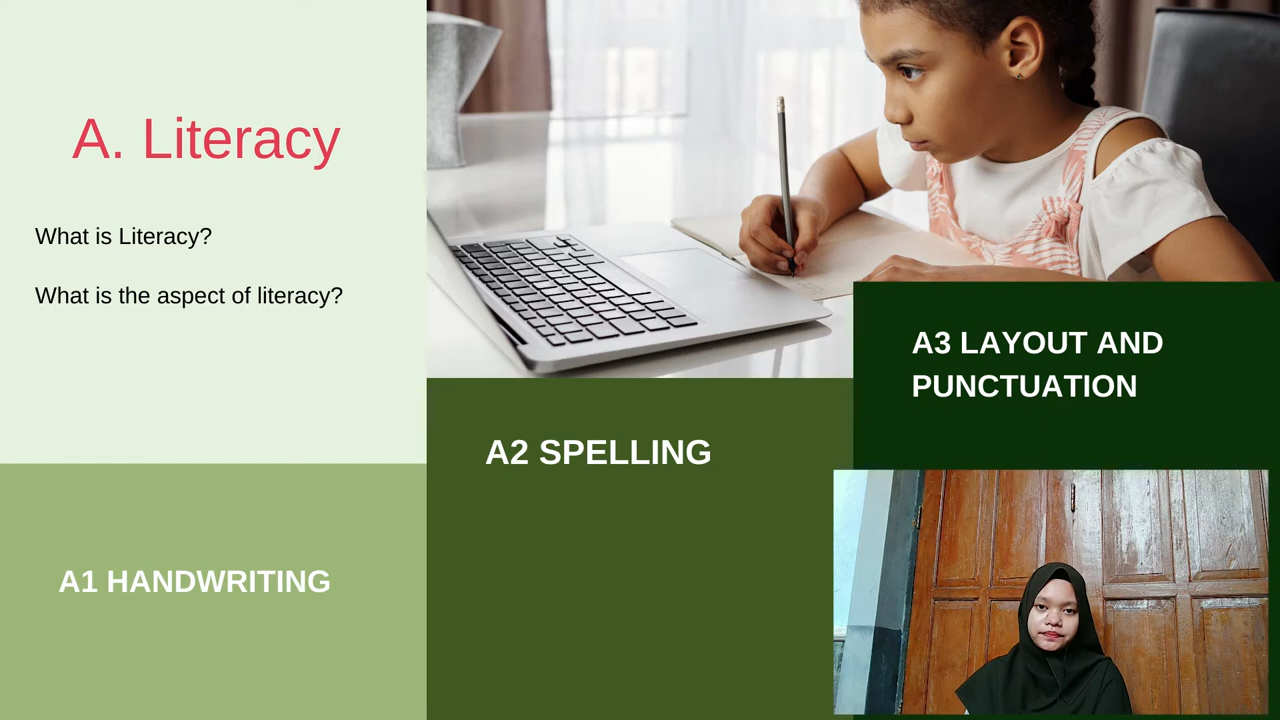 A. Literacy
What is Literacy?
What is the aspect of literacy?
A1 HANDWRITING
A2 SPELLING
A3 LAYOUT AND
PUNCTUATION